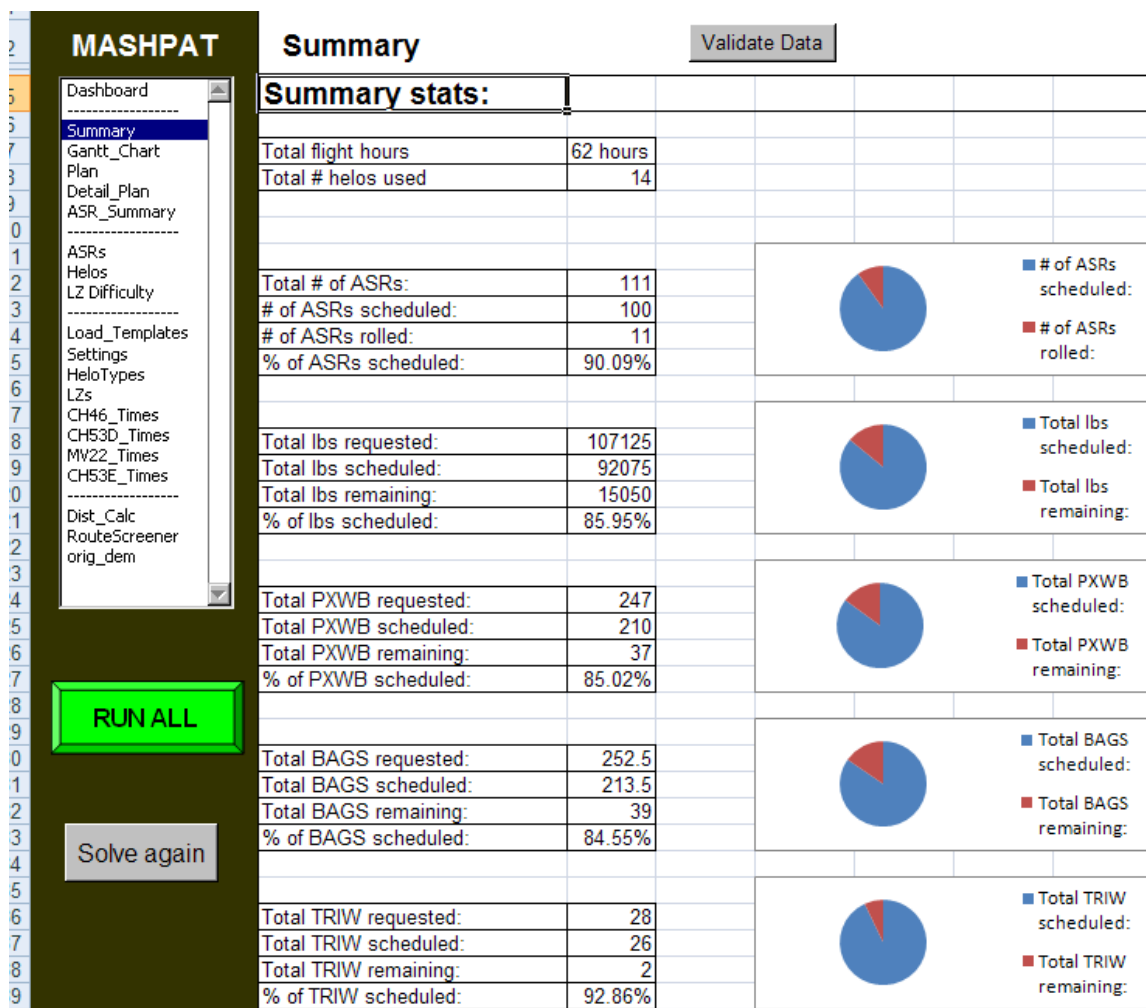 MASHPAT
Summary
Validate Data
Dashboard
------------------
Summary
Gantt_Chart
Plan
Detail_Plan
ASR_Summary
------------------
ASRs
Helos
LZ Difficulty
------------------
Load_Templates
Settings
HeloTypes
LZs
CH46_Times
CH53D_Times
MV22_Times
CH53E_Times
------------------
Dist_Calc
RouteScreener
orig_dem
RUN ALL
Solve again
Summary stats:
Total flight hours 62 hours
Total # helos used 14
Total # of ASRs: 111
# of ASRs scheduled: 100
# of ASRs rolled: 11
% of ASRs scheduled: 90.09%
# of ASRs
scheduled:
# of ASRs
rolled:
Total lbs requested: 107125
Total lbs scheduled: 92075
Total lbs remaining: 15050
% of lbs scheduled: 85.95%
Total lbs
scheduled:
Total lbs
remaining:
Total PXWB requested: 247
Total PXWB scheduled: 210
Total PXWB remaining: 37
% of PXWB scheduled: 85.02%
Total PXWB
scheduled:
Total PXWB
remaining:
Total BAGS requested: 252.5
Total BAGS scheduled: 213.5
Total BAGS remaining: 39
% of BAGS scheduled: 84.55%
Total BAGS
scheduled:
Total BAGS
remaining:
Total TRIW requested: 28
Total TRIW scheduled: 26
Total TRIW remaining: 2
% of TRIW scheduled: 92.86%
Total TRIW
scheduled:
Total TRIW
remaining: